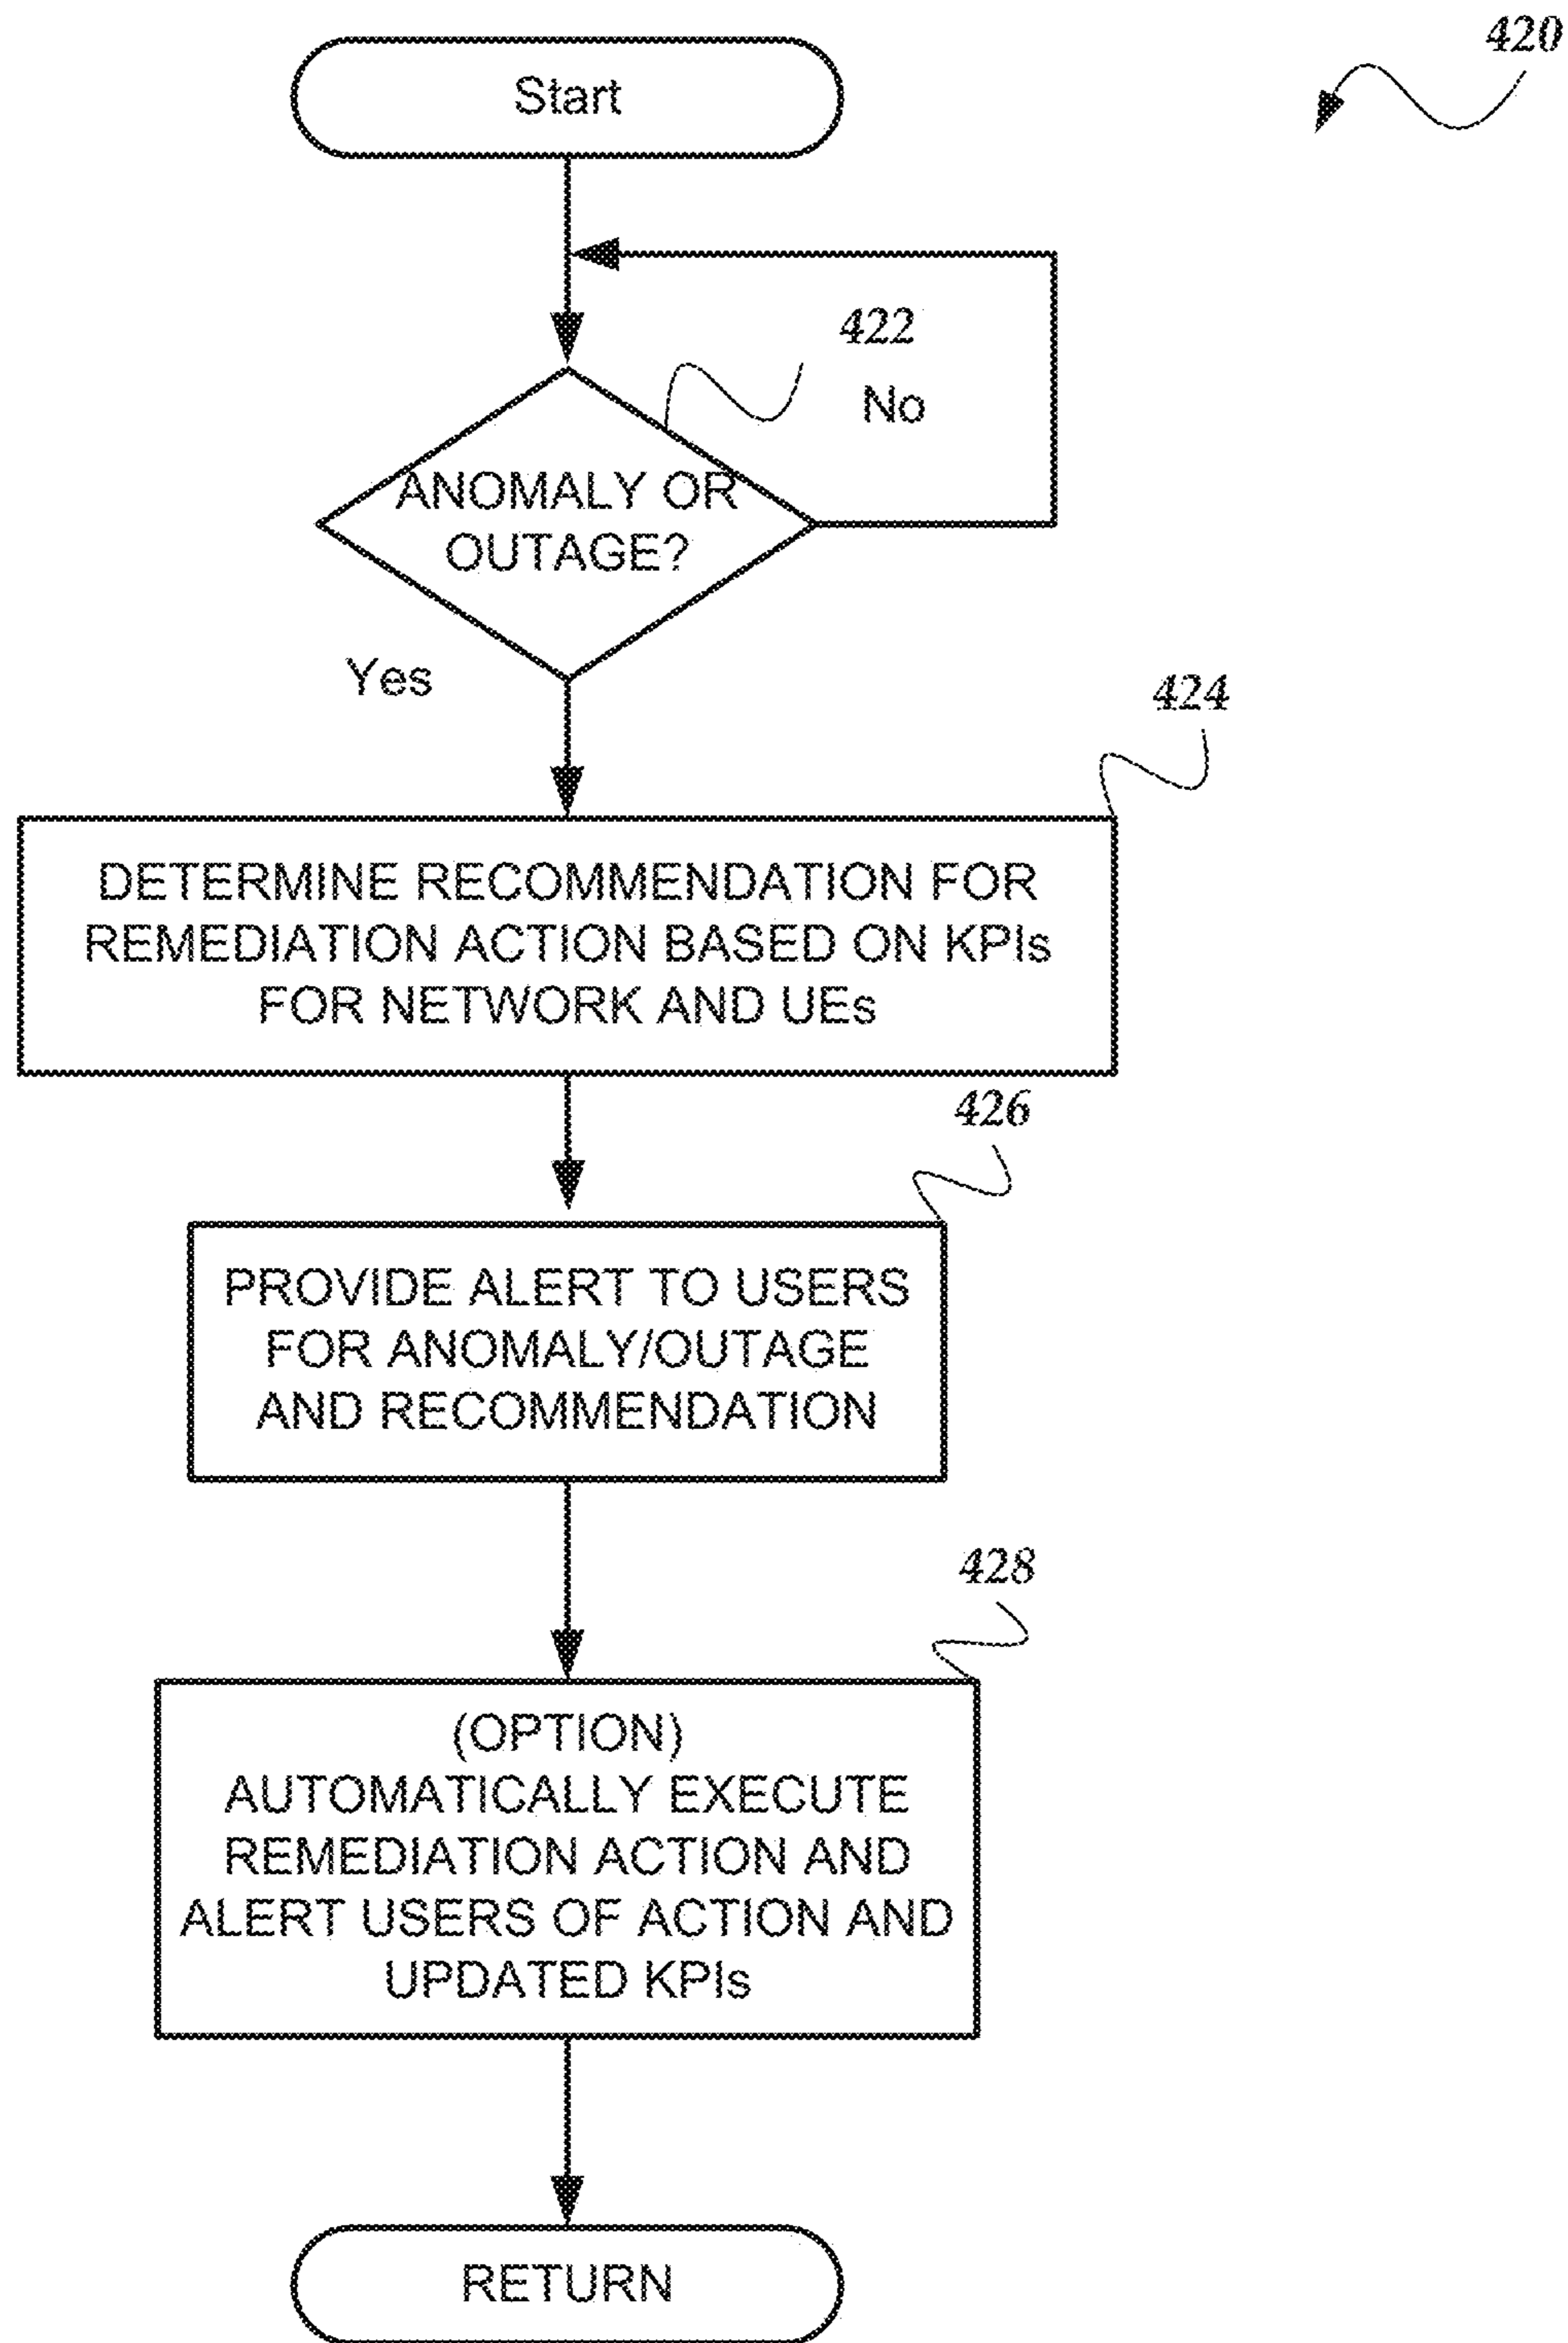 420
Start
422
No
ANOMALY OR
OUTAGE?
Yes
424
DETERMINE RECOMMENDATION FOR
REMEDIATION ACTION BASED ON KPIs
FOR NETWORK AND UEs
426
PROVIDE ALERT TO USERS
FOR ANOMALY/OUTAGE
AND RECOMMENDATION
428
(OPTION)
AUTOMATICALLY EXECUTE
REMEDIATION ACTION AND
ALERT USERS OF ACTION AND
UPDATED KPIs
RETURN